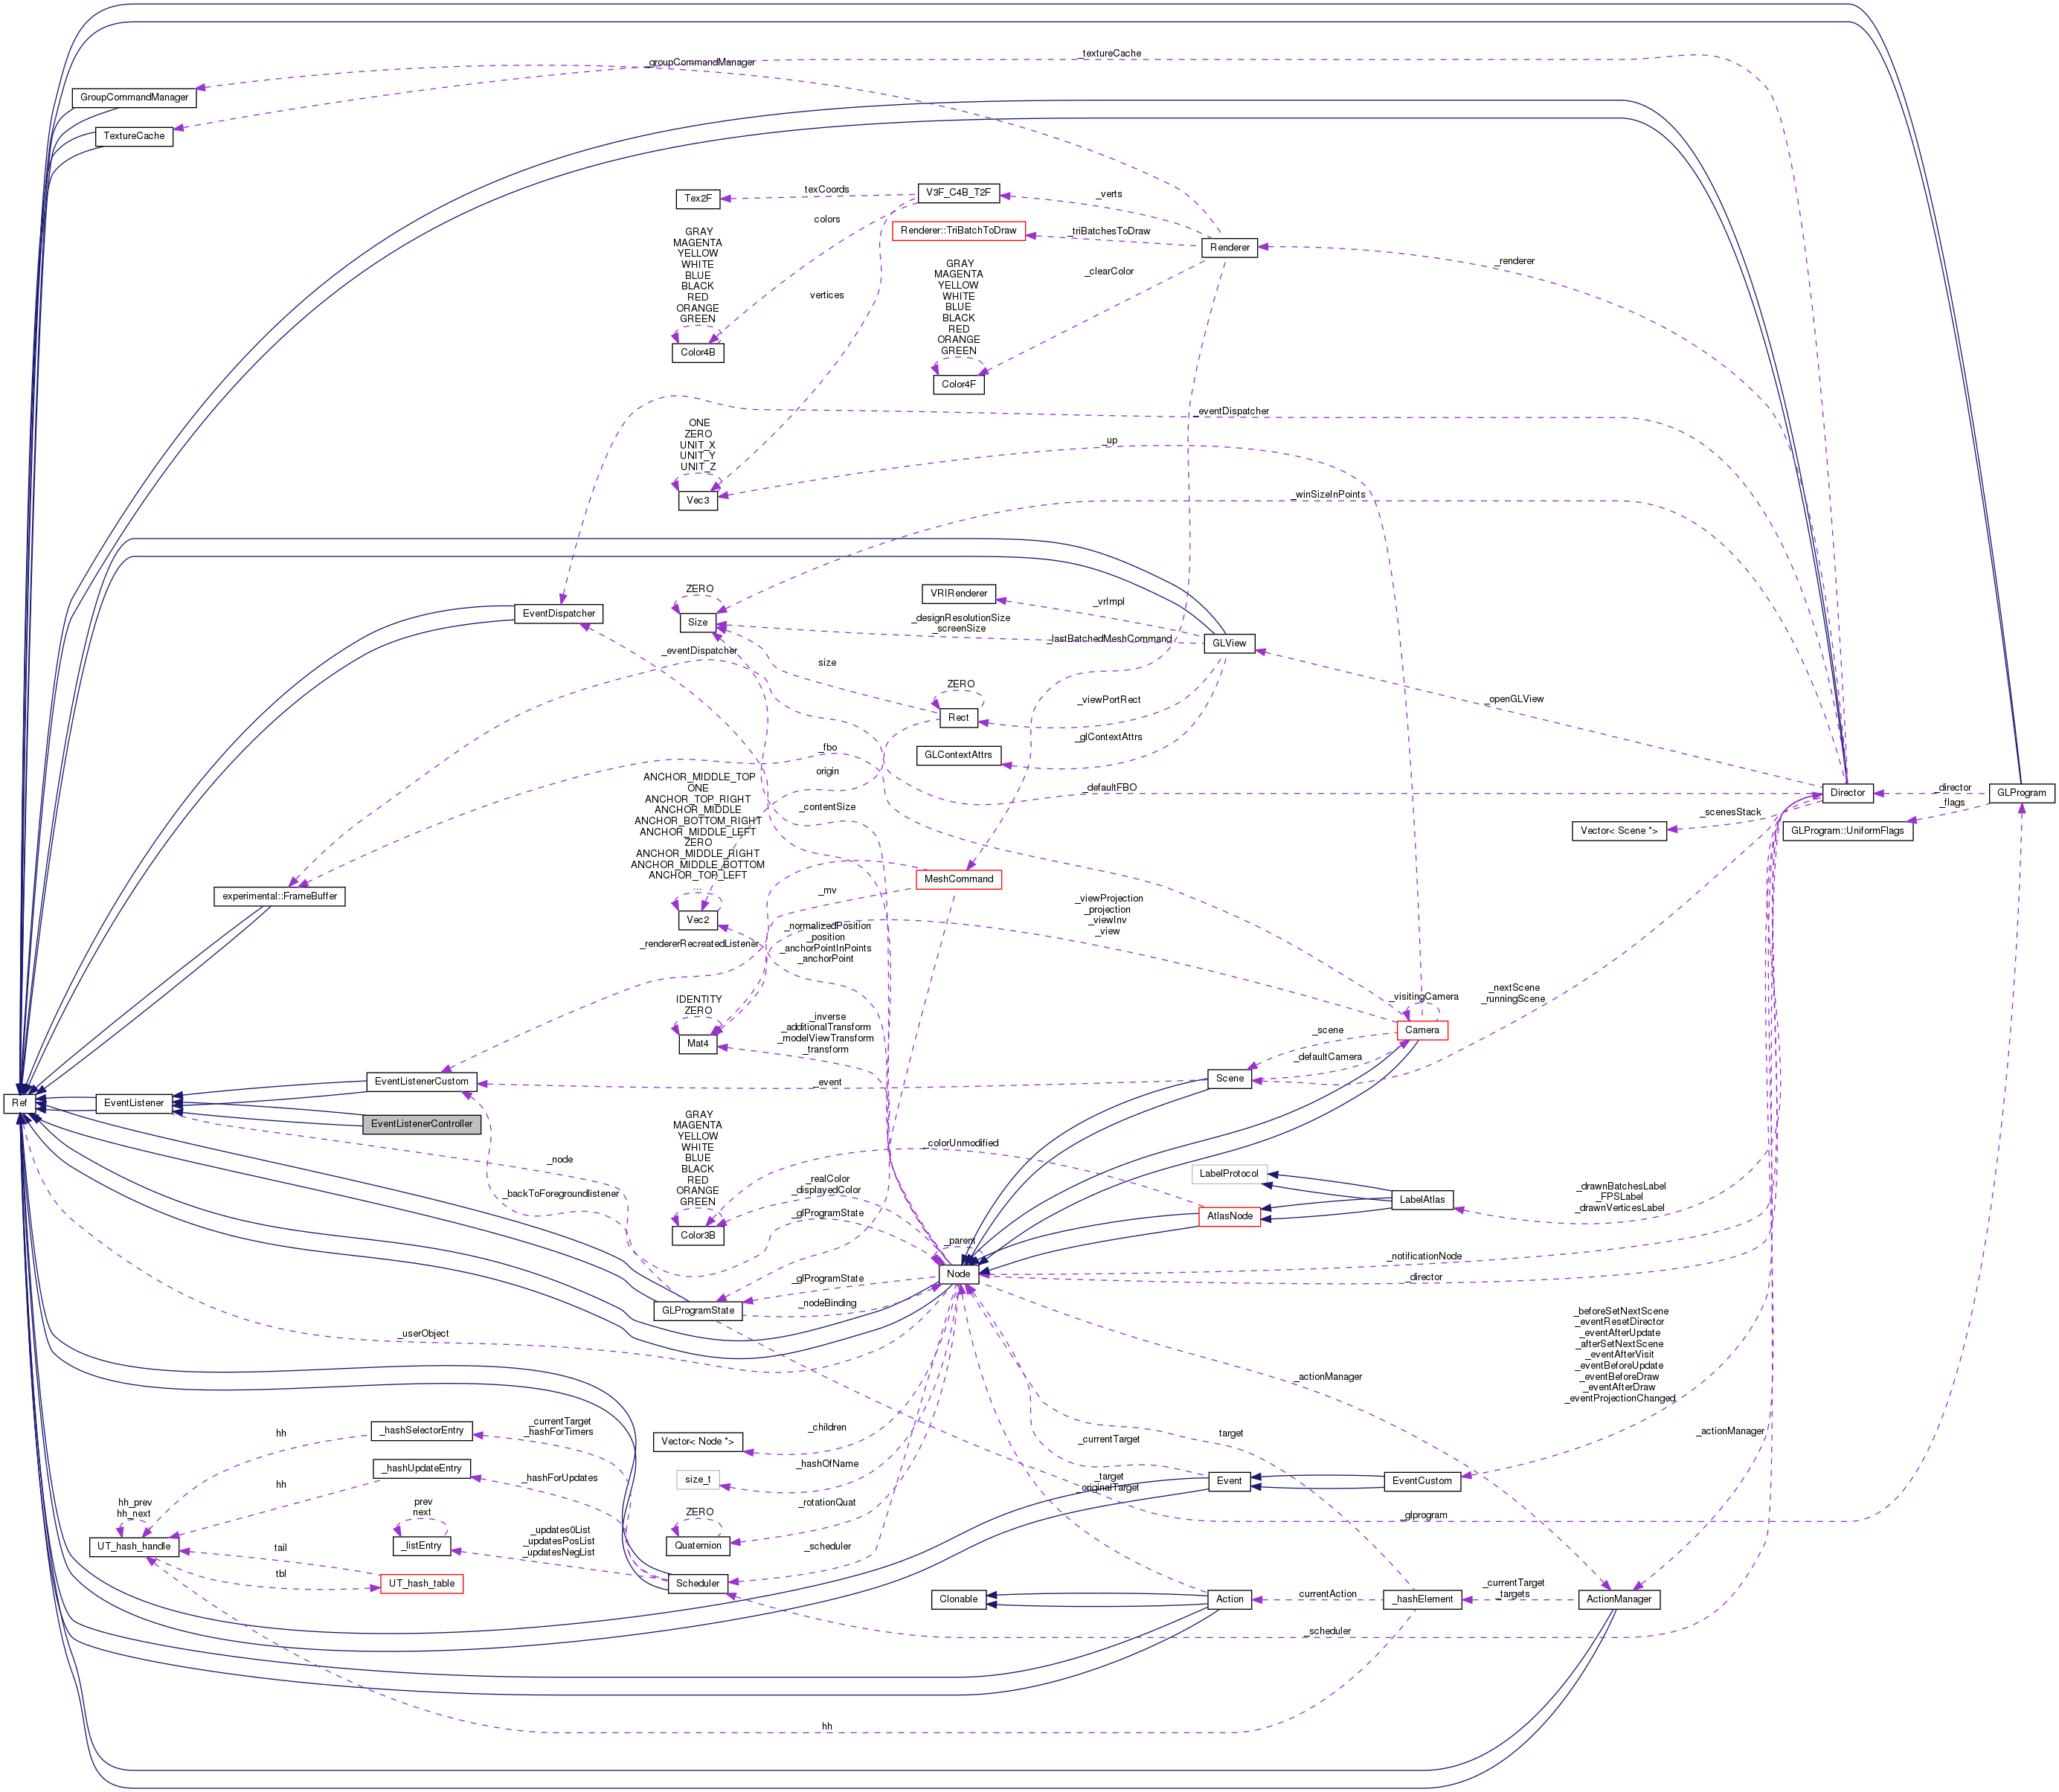 _textureCache
_groupCommandManager
GroupCommandManager
TextureCache
Tex2F
texCoords
V3F_C4B_T2F
_verts
colors
Renderer::TriBatchToDraw
_triBatchesToDraw
Renderer
_renderer
GRAY
MAGENTA
YELLOW
WHITE
BLUE
BLACK
RED
ORANGE
GREEN
Color4B
vertices
GRAY
MAGENTA
YELLOW
WHITE
BLUE
BLACK
RED
ORANGE
GREEN
Color4F
_clearColor
_eventDispatcher
ONE
ZERO
UNIT_X
UNIT_Y
UNIT_Z
Vec3
_up
_winSizeInPoints
EventDispatcher
ZERO
Size
VRIRenderer
_vrImpl
_designResolutionSize
_screenSize
_lastBatchedMeshCommand
GLView
_eventDispatcher
size
ZERO
Rect
_viewPortRect
_openGLView
_glContextAttrs
GLContextAttrs
_fbo
origin
_defaultFBO
Director
_director
GLProgram
_flags
_scenesStack
Vector< Scene *>
GLProgram::UniformFlags
ANCHOR_MIDDLE_TOP
ONE
ANCHOR_TOP_RIGHT
ANCHOR_MIDDLE
ANCHOR_BOTTOM_RIGHT
ANCHOR_MIDDLE_LEFT
ZERO
ANCHOR_MIDDLE_RIGHT
ANCHOR_MIDDLE_BOTTOM
ANCHOR_TOP_LEFT
...
Vec2
_contentSize
MeshCommand
experimental::FrameBuffer
_mv
_viewProjection
_projection
_viewInv
_view
_rendererRecreatedListener
_normalizedPosition
_position
_anchorPointInPoints
_anchorPoint
_nextScene
_runningScene
_visitingCamera
Camera
IDENTITY
ZERO
Mat4
_inverse
_additionalTransform
_modelViewTransform
_transform
_scene
_defaultCamera
Scene
_event
EventListenerCustom
Ref
EventListener
EventListenerController
GRAY
MAGENTA
YELLOW
WHITE
BLUE
BLACK
RED
ORANGE
GREEN
Color3B
_colorUnmodified
_node
_backToForegroundlistener
_realColor
_displayedColor
_glProgramState
LabelProtocol
LabelAtlas
AtlasNode
_drawnBatchesLabel
_FPSLabel
_drawnVerticesLabel
_parent
Node
_notificationNode
_director
_glProgramState
_nodeBinding
GLProgramState
_userObject
_beforeSetNextScene
_eventResetDirector
_eventAfterUpdate
_afterSetNextScene
_eventAfterVisit
_eventBeforeUpdate
_eventBeforeDraw
_eventAfterDraw
_eventProjectionChanged
_actionManager
_hashSelectorEntry
hh
_currentTarget
_hashForTimers
Vector< Node *>
_children
_currentTarget
target
_actionManager
_hashUpdateEntry
hh
_hashForUpdates
size_t
_hashOfName
_target
_originalTarget
Event
EventCustom
_glprogram
hh_prev
hh_next
UT_hash_handle
prev
next
_listEntry
_updates0List
_updatesPosList
_updatesNegList
ZERO
Quaternion
_rotationQuat
tail
tbl
UT_hash_table
Scheduler
_scheduler
Clonable
Action
currentAction
_hashElement
_currentTarget
_targets
ActionManager
_scheduler
hh